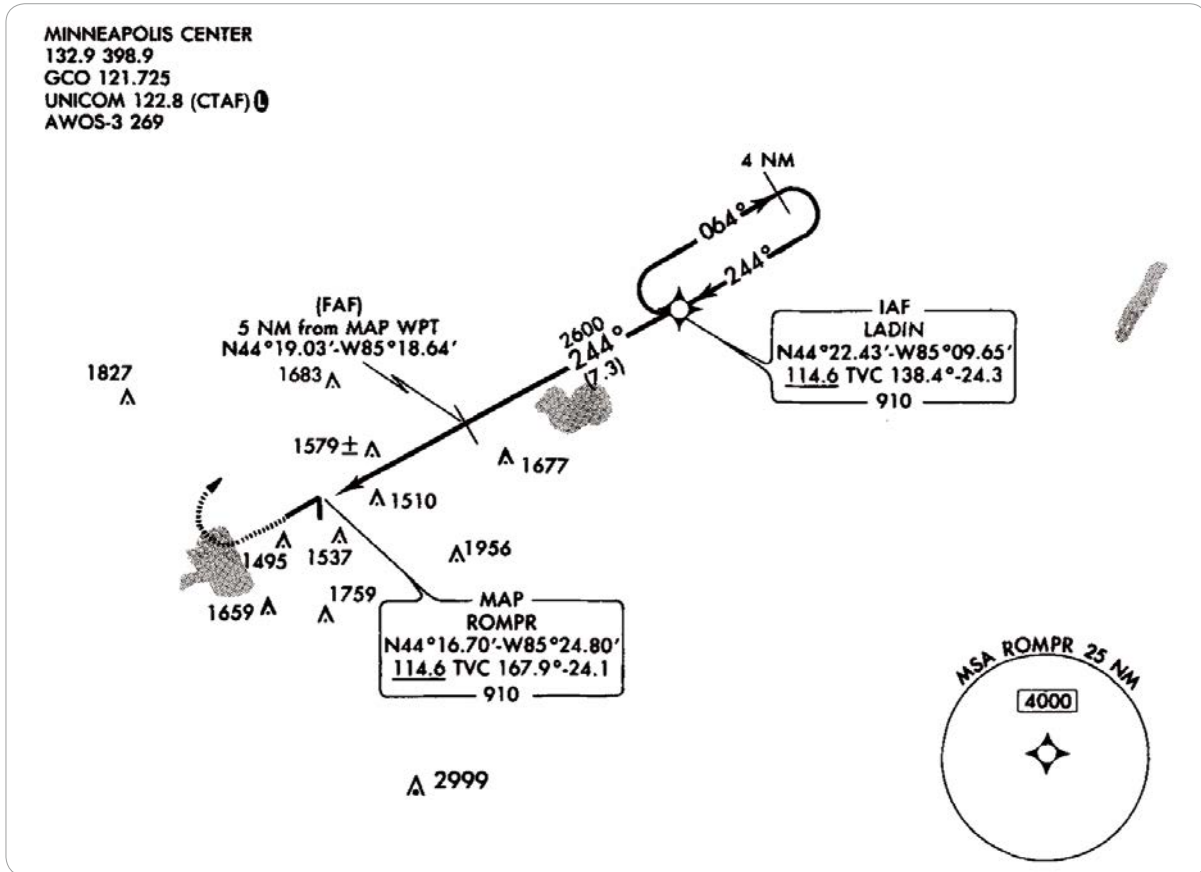 MINNEAPOLIS CENTER
132.9 398.9
GCO 121.725
UNICOM 122.8 (CTAF) L
AWOS-3 269
4 NM
064°
244°
(FAF)
5 NM from MAP WPT
N44°19.03'-W85°18.64'
2600
244°
(7.3)
IAF
LADIN
N44°22.43'-W85°09.65'
114.6 TVC 138.4°-24.3
910
1827
1683
1579±
1677
1510
1495
1537
1956
1659
1759
MAP
ROMPR
N44°16.70'-W85°24.80'
114.6 TVC 167.9°-24.1
910
MSA ROMPR 25 NM
4000
2999